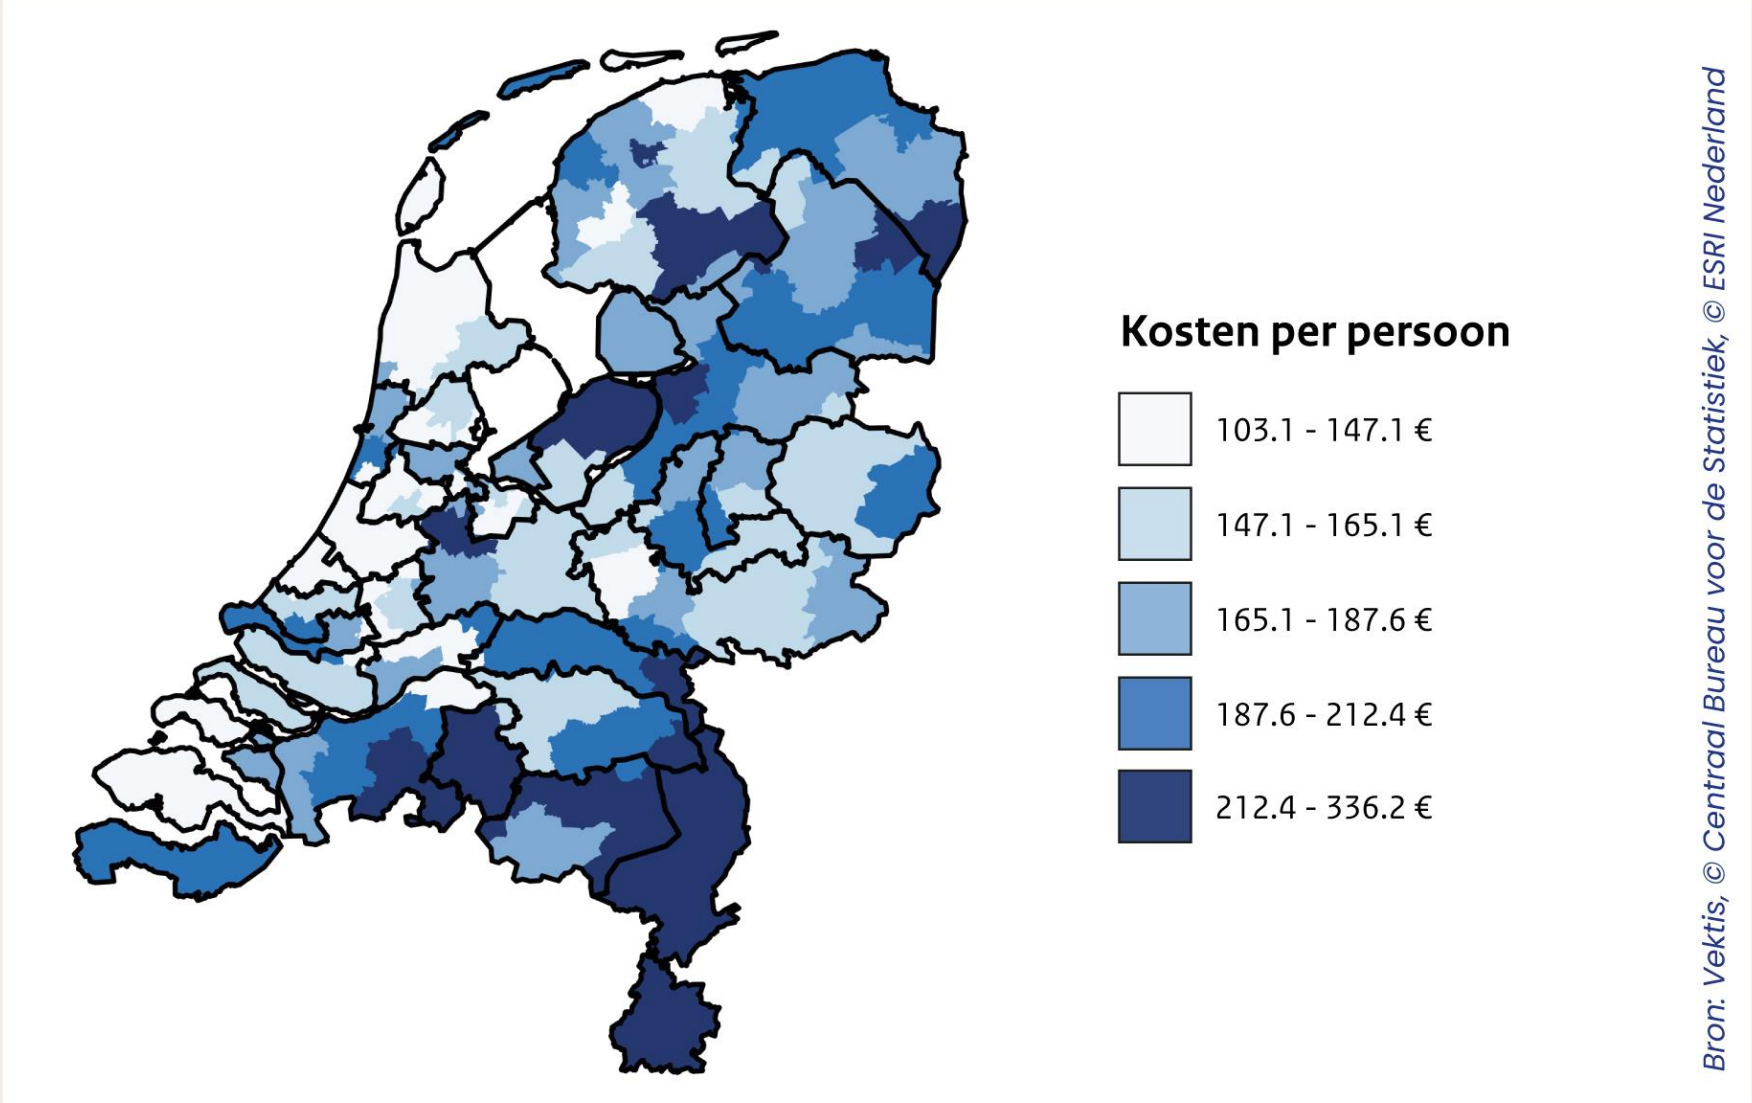 Kosten per persoon
103.1 - 147.1 €
147.1 - 165.1 €
165.1 - 187.6 €
187.6 - 212.4 €
212.4 - 336.2 €
Bron: Vektis, © Centraal Bureau voor de Statistiek, © ESRI Nederland